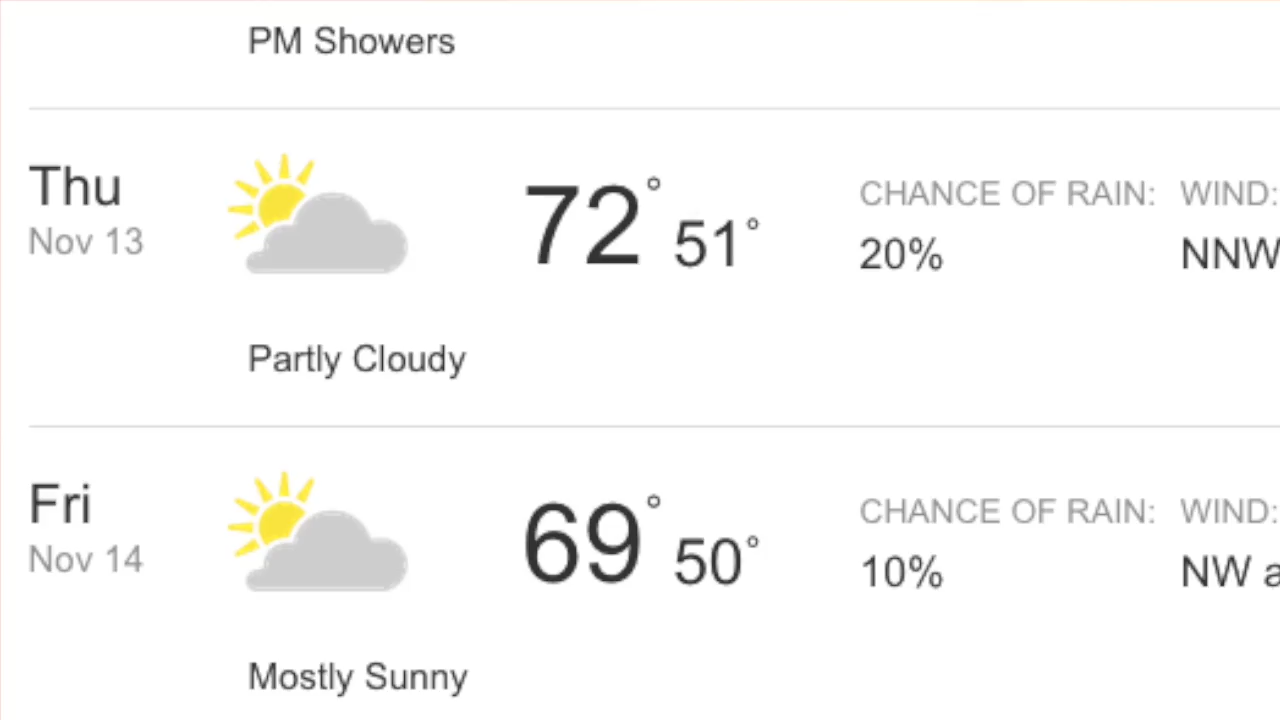 PM Showers
Thu
Nov 13
72° 51°
CHANCE OF RAIN: WIND:
20% NNW
Partly Cloudy
Fri
Nov 14
69° 50°
CHANCE OF RAIN: WIND:
10% NW a
Mostly Sunny